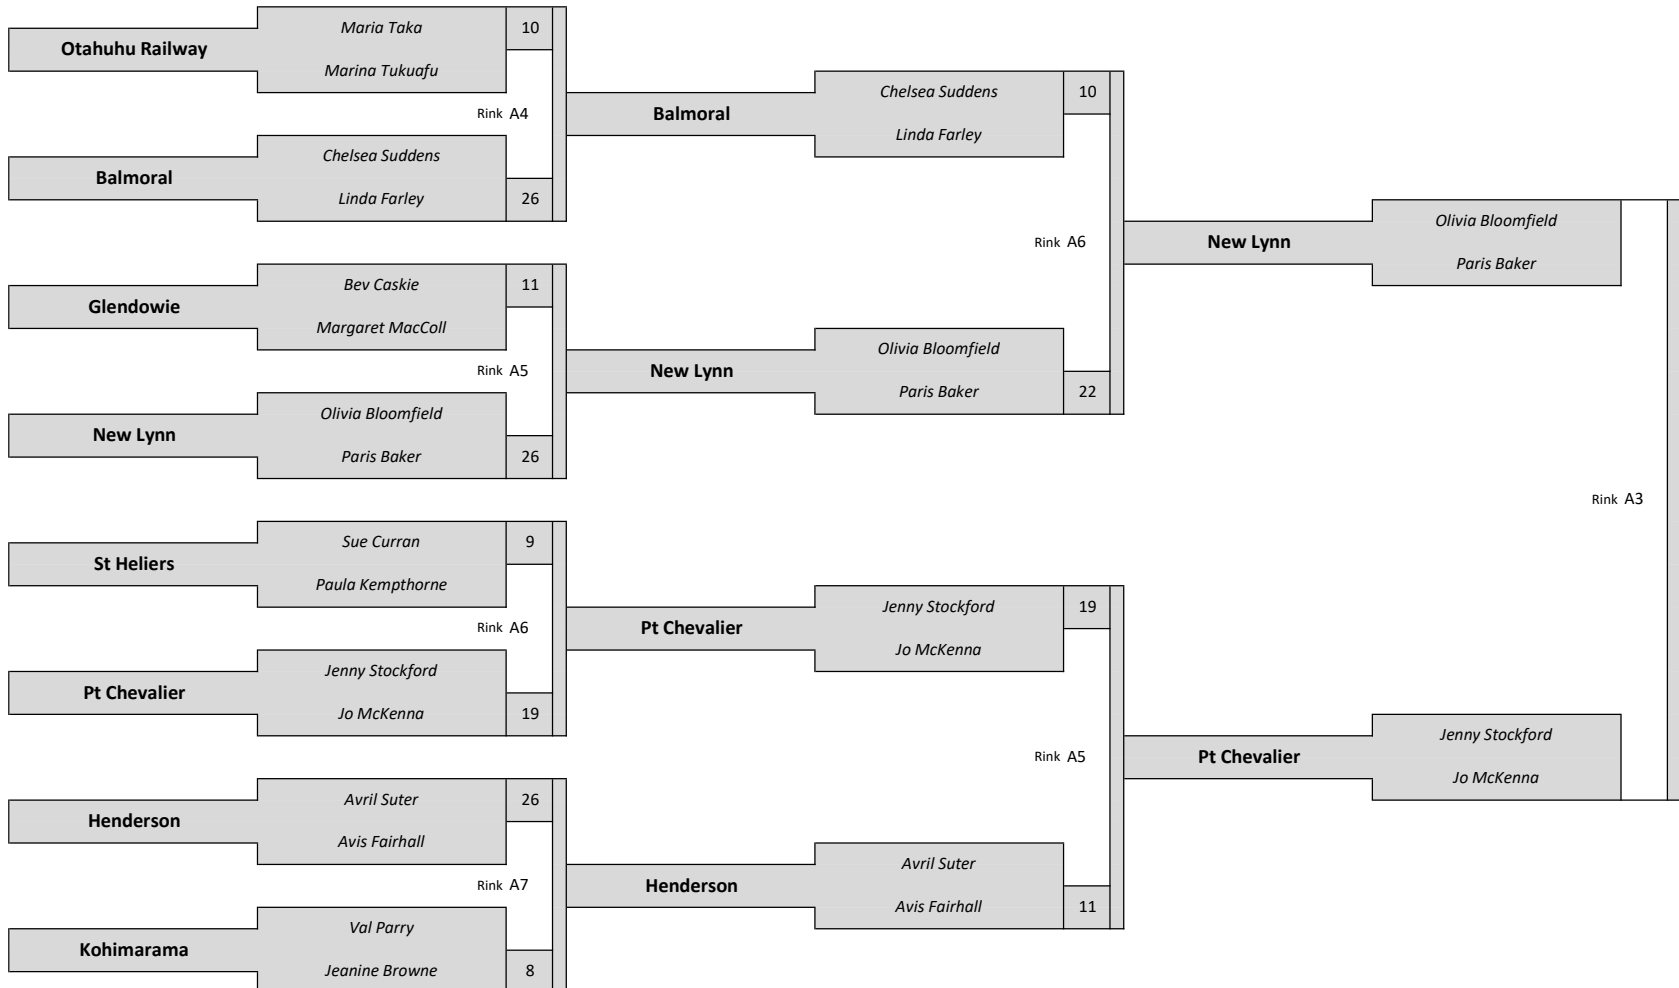 Maria Taka 10
Otahuhu Railway
Marina Tukuafu
Chelsea Suddens 10
Rink A4 Balmoral
Linda Farley
Chelsea Suddens
Balmoral
Linda Farley 26
Olivia Bloomfield
Rink A6 New Lynn
Paris Baker
Bev Caskie 11
Glendowie
Margaret MacColl
Olivia Bloomfield
Rink A5 New Lynn
Paris Baker 22
Olivia Bloomfield
New Lynn
Paris Baker 26
Rink A3
Sue Curran 9
St Heliers
Paula Kempthorne
Jenny Stockford 19
Rink A6 Pt Chevalier
Jo McKenna
Jenny Stockford
Pt Chevalier
Jo McKenna 19
Jenny Stockford
Rink A5 Pt Chevalier
Jo McKenna
Avril Suter 26
Henderson
Avis Fairhall
Avril Suter
Rink A7 Henderson
Avis Fairhall 11
Val Parry
Kohimarama
Jeanine Browne 8